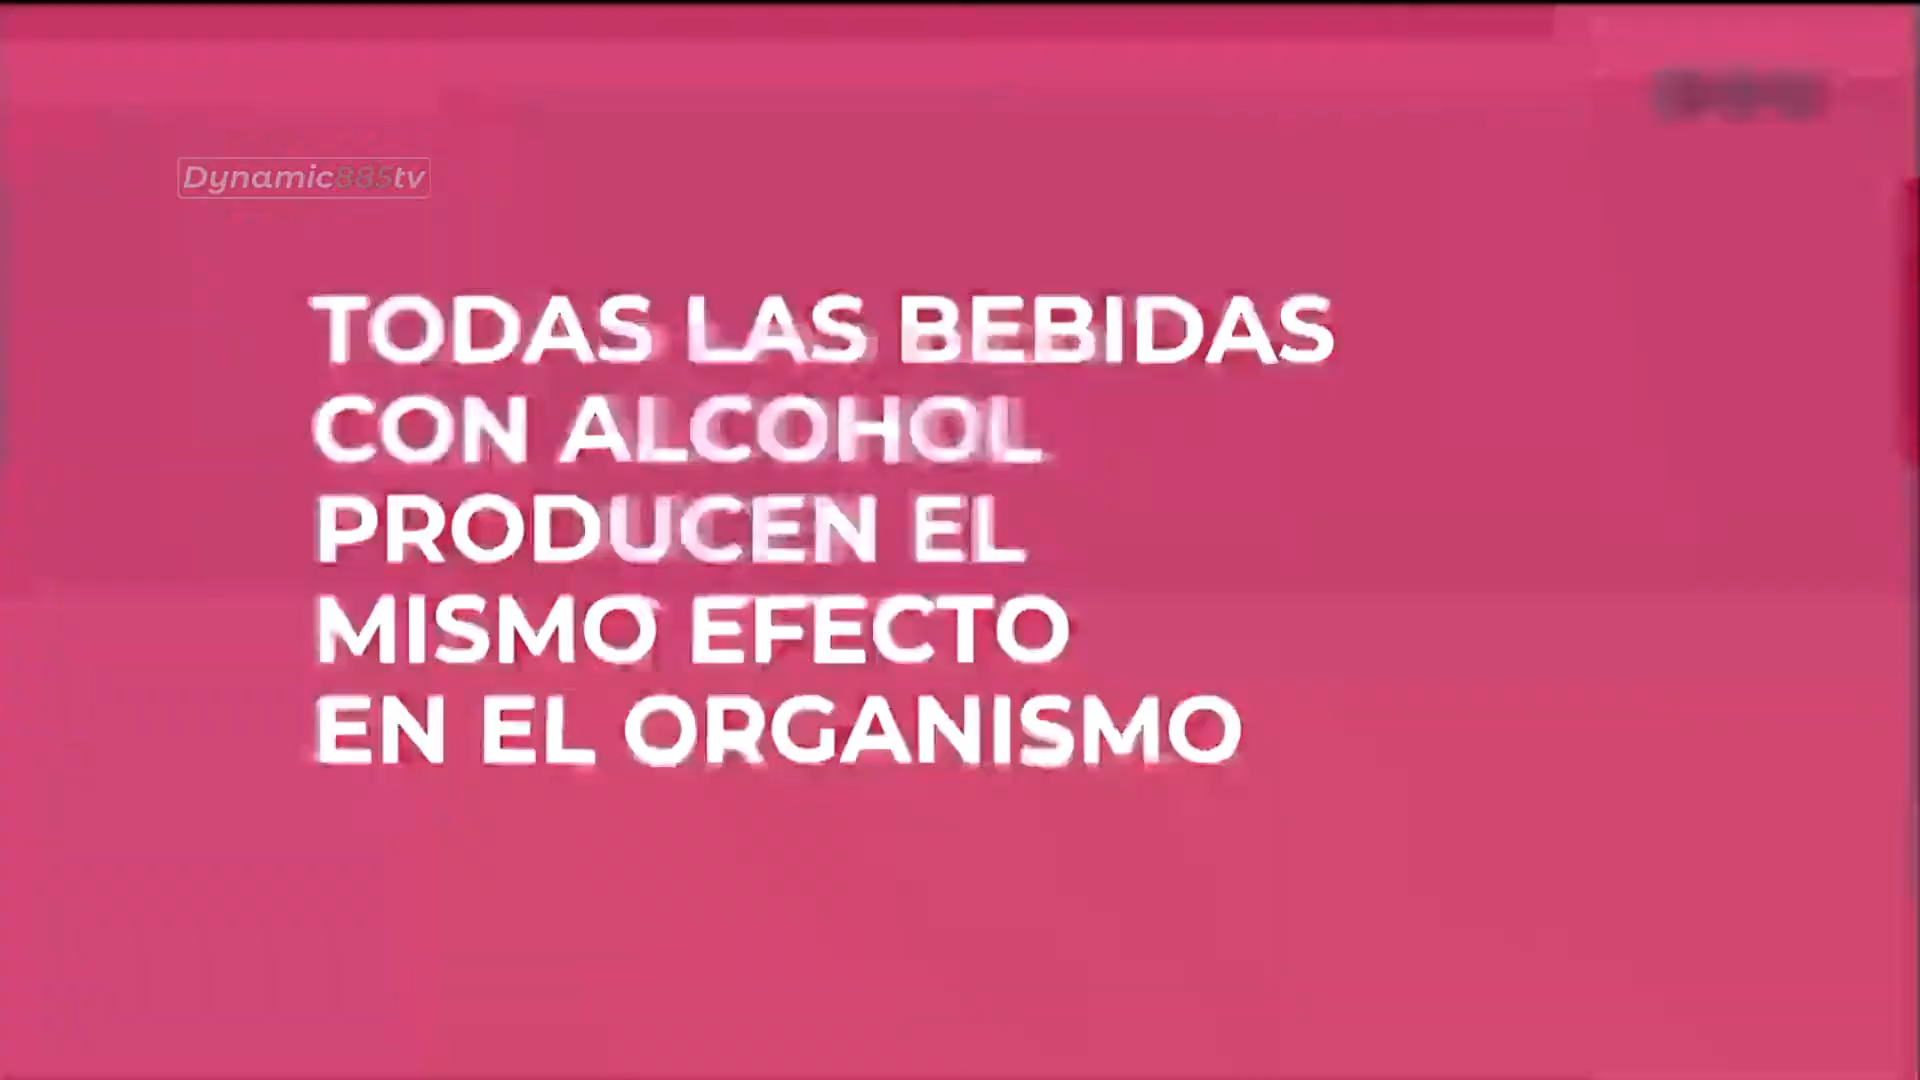 Dynamic885tv
TODAS LAS BEBIDAS
CON ALCOHOL
PRODUCEN EL
MISMO EFECTO
EN EL ORGANISMO